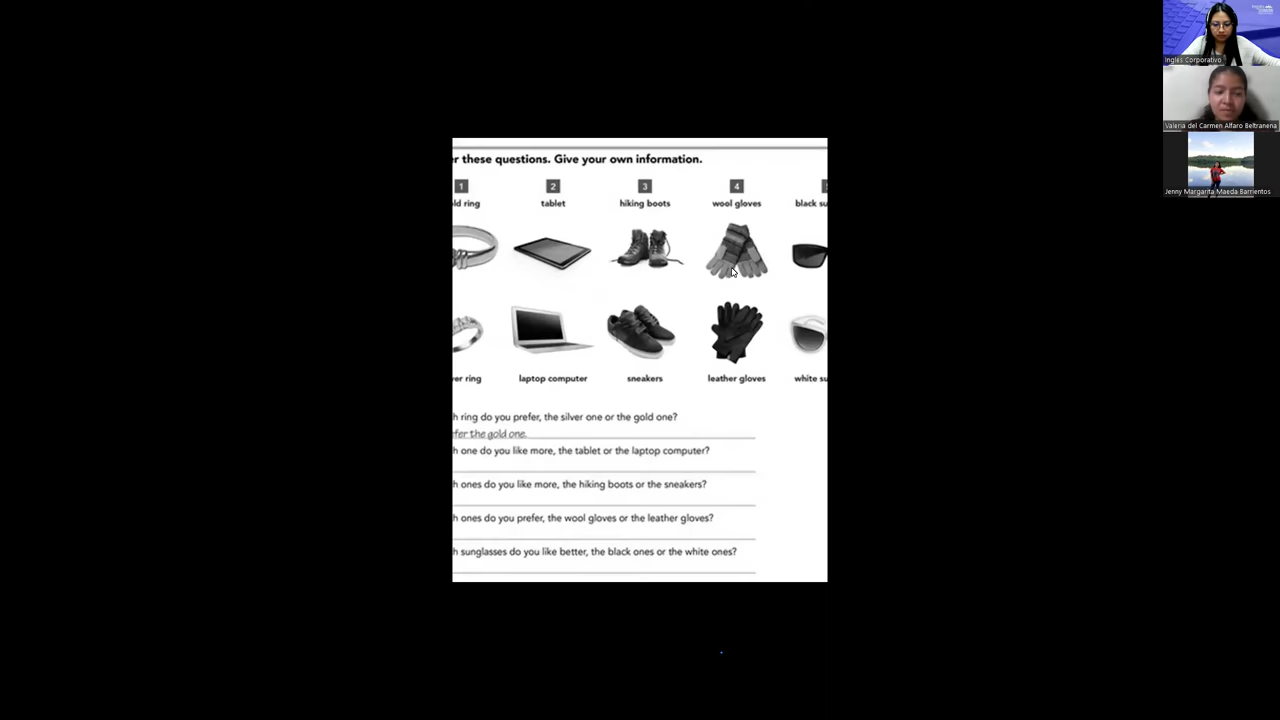 er these questions. Give your own information.
1 2 3 4
ld ring tablet hiking boots wool gloves black su
ver ring laptop computer sneakers leather gloves white su
h ring do you prefer, the silver one or the gold one?
efer the gold one.
h one do you like more, the tablet or the laptop computer?
h ones do you like more, the hiking boots or the sneakers?
h ones do you prefer, the wool gloves or the leather gloves?
h sunglasses do you like better, the black ones or the white ones?
Ingles Corporativo
Valeria del Carmen Alfaro Beltranena
Jenny Margarita Maeda Barrientos